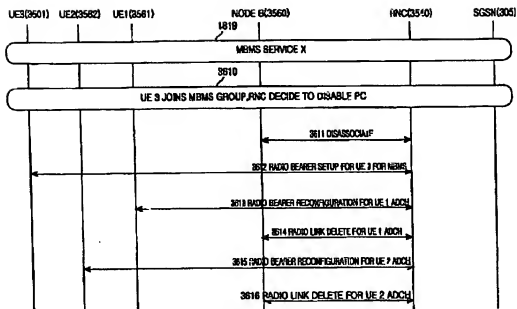 UE3(3501) UE2(3562) UE1(3561) NODE B(3560) RNC(3540) SGSN(305)
1819
MBMS SERVICE X
3610
UE 3 JOINS MBMS GROUP,RNC DECIDE TO DISABLE PC
3611 DISASSOCIATE
3612 RADIO BEARER SETUP FOR UE 3 FOR MBMS
3613 RADIO BEARER RECONFIGURATION FOR UE 1 ADCH
3614 RADIO LINK DELETE FOR UE 1 ADCH
3615 RADIO BEARER RECONFIGURATION FOR UE 2 ADCH
3616 RADIO LINK DELETE FOR UE 2 ADCH